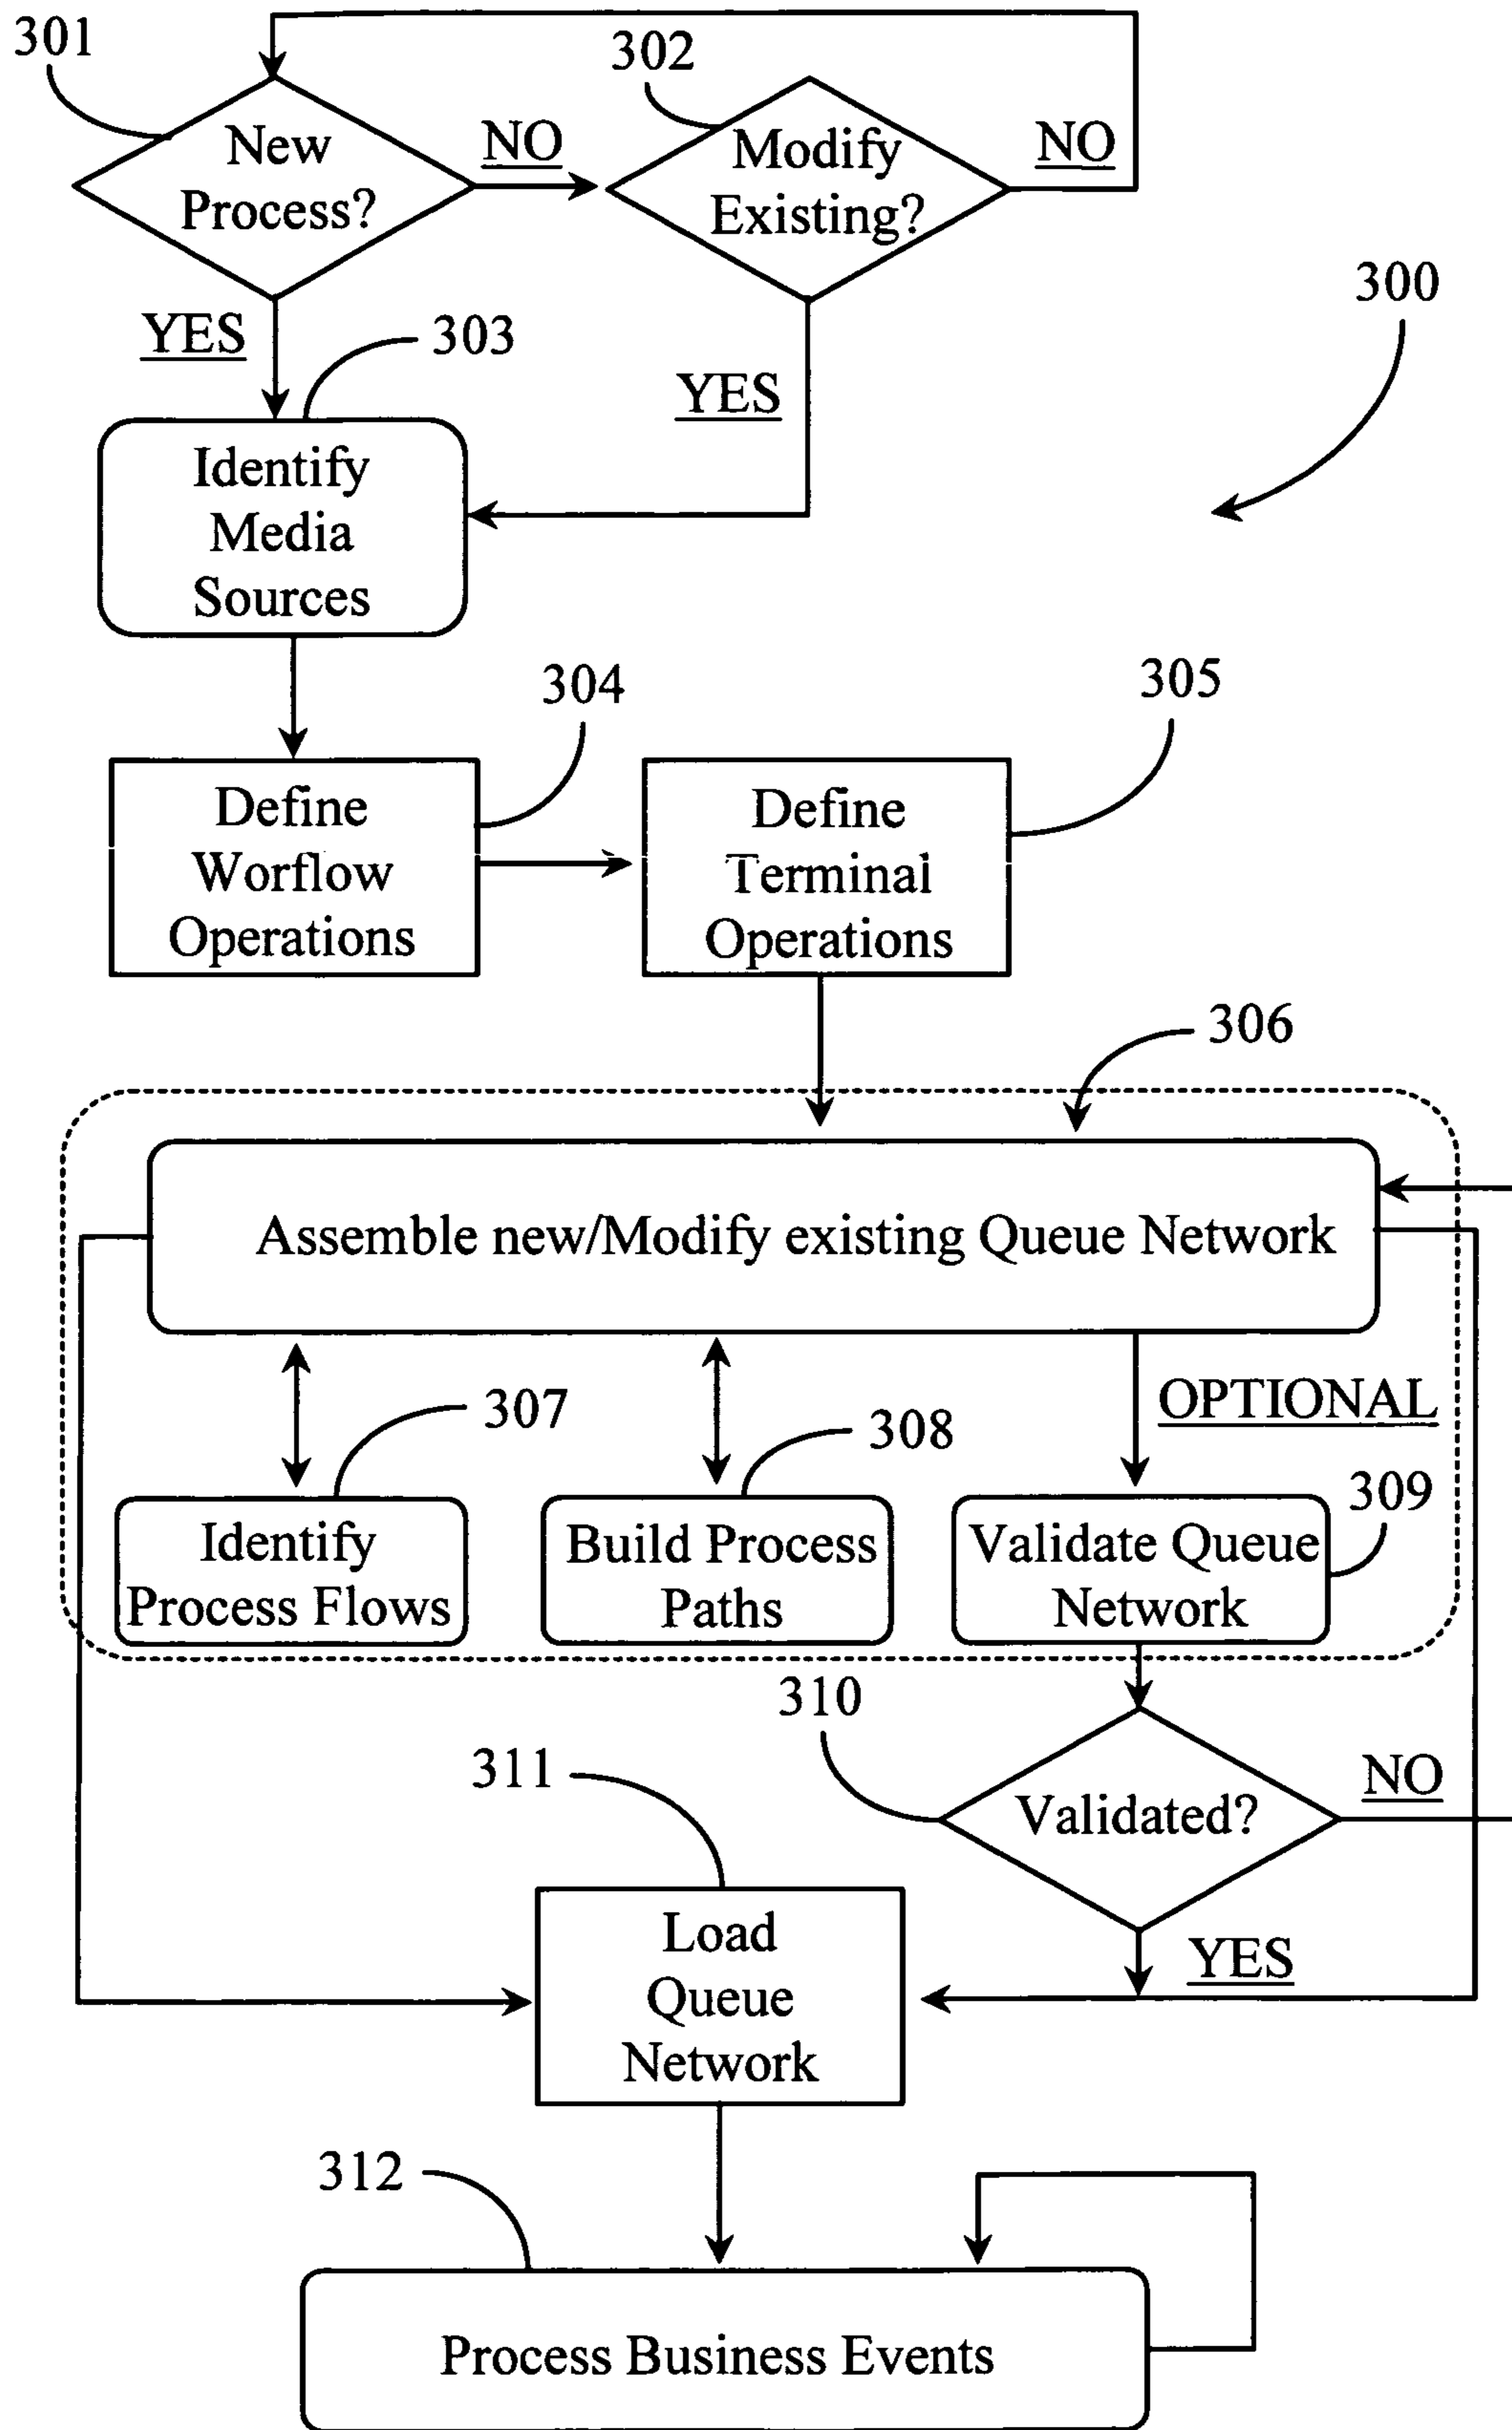 301
302
New
Process?
NO
Modify
Existing?
NO
300
YES
303
YES
Identify
Media
Sources
304
305
Define
Worflow
Operations
Define
Terminal
Operations
306
Assemble new/Modify existing Queue Network
OPTIONAL
307
308
309
Identify
Process Flows
Build Process
Paths
Validate Queue
Network
310
311
NO
Validated?
Load
Queue
Network
YES
312
Process Business Events